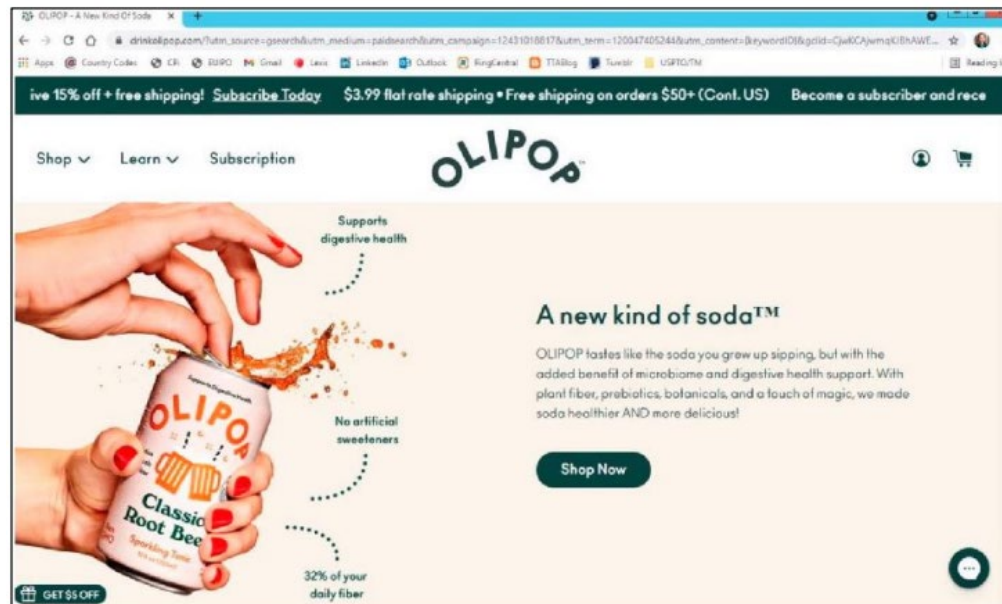 OLIPOP - A New Kind Of Soda
drinkolipop.com/?utm_source=gsearch&utm_medium=paidsearch&utm_campaign=12431018817&utm_term=120047405244&utm_content=[keywordID]&gclid=
Apps Country Codes CR EUIPO Gmail Lexis LinkedIn Outlook RingCentral TTABlog Tumblr USPTO/TM Reading
ive 15% off + free shipping! Subscribe Today $3.99 flat rate shipping • Free shipping on orders $50+ (Cont. US) Become a subscriber and rece
Shop Learn Subscription
OLIPOP™
Supports
digestive health
A new kind of soda™
OLIPOP tastes like the soda you grew up sipping, but with the
added benefit of microbiome and digestive health support. With
plant fiber, prebiotics, botanicals, and a touch of magic, we made
soda healthier AND more delicious!
Shop Now
No artificial
sweeteners
32% of your
daily fiber
Supports Digestive Health
OLIPOP
Classic
Root Bee
Sparkling Tonic
GET $5 OFF